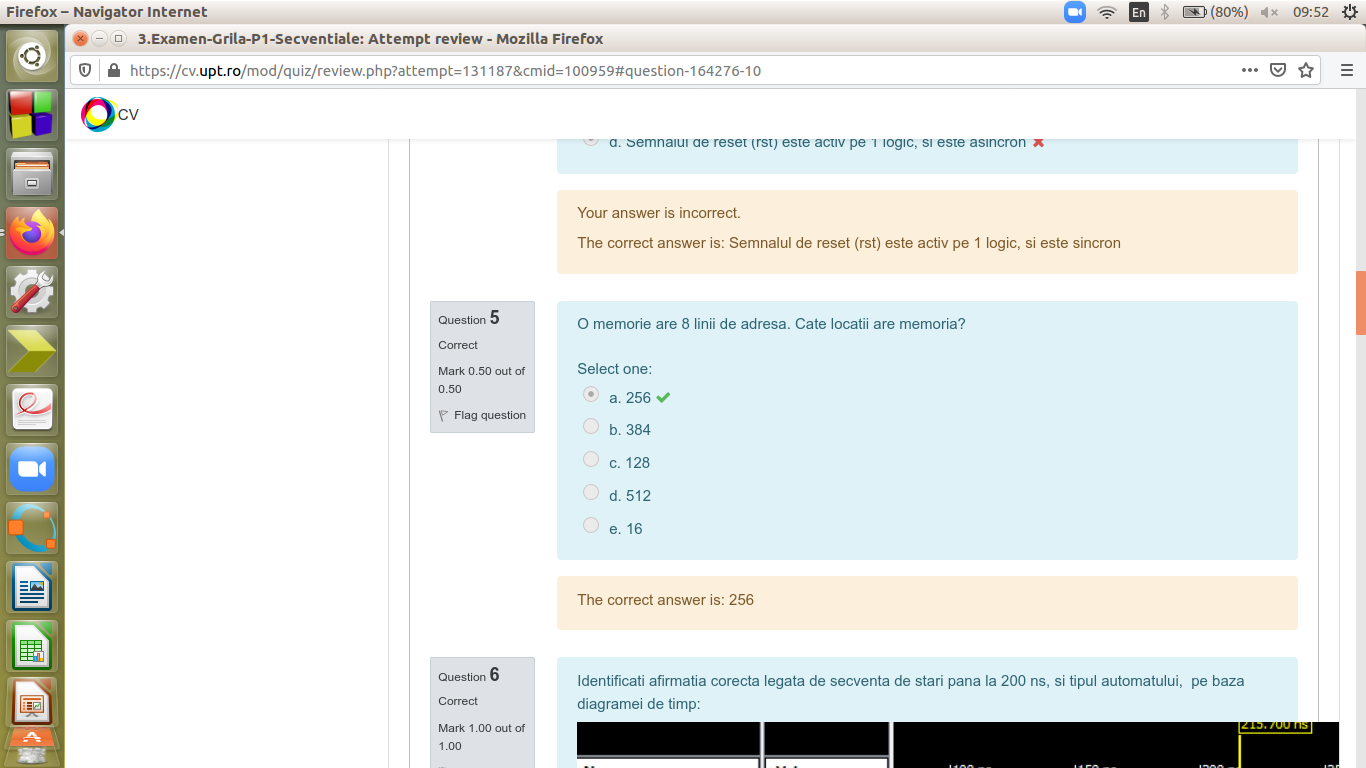 Firefox – Navigator Internet
En
(80%)
09:52
3.Examen-Grila-P1-Secventiale: Attempt review - Mozilla Firefox
https://cv.upt.ro/mod/quiz/review.php?attempt=131187&cmid=100959#question-164276-10
CV
d. Semnalul de reset (rst) este activ pe 1 logic, si este asincron
Your answer is incorrect.
The correct answer is: Semnalul de reset (rst) este activ pe 1 logic, si este sincron
Question 5
Correct
Mark 0.50 out of
0.50
Flag question
O memorie are 8 linii de adresa. Cate locatii are memoria?
Select one:
a. 256
b. 384
c. 128
d. 512
e. 16
The correct answer is: 256
Question 6
Correct
Mark 1.00 out of
1.00
Identificati afirmatia corecta legata de secventa de stari pana la 200 ns, si tipul automatului,  pe baza
diagramei de timp:
215.700 ns